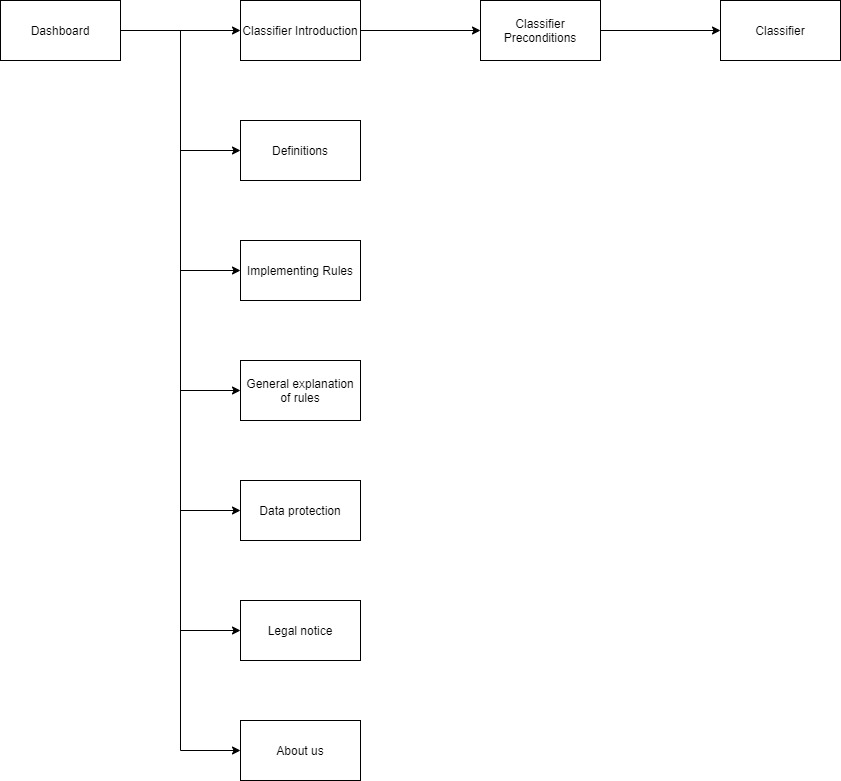 Dashboard
Classifier Introduction
Classifier
Preconditions
Classifier
Definitions
Implementing Rules
General explanation
of rules
Data protection
Legal notice
About us